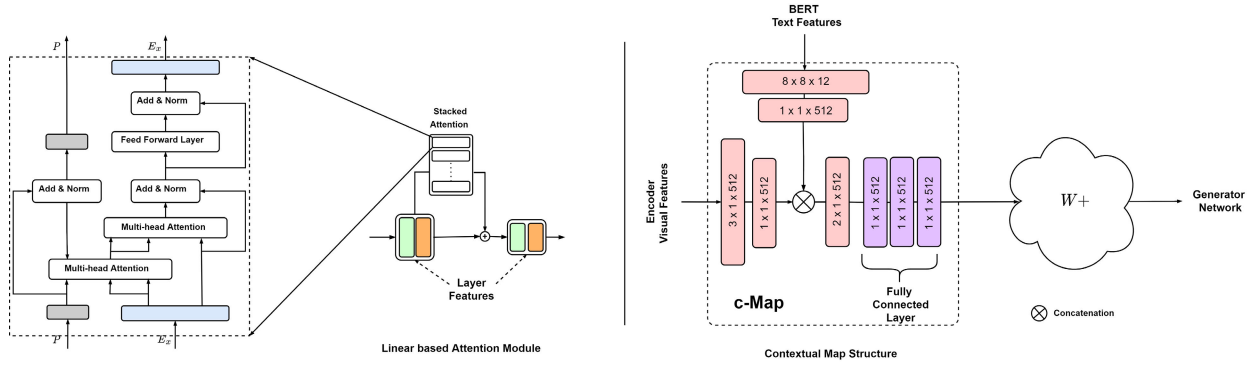 P
E_x
Add & Norm
Feed Forward Layer
Add & Norm
Add & Norm
Multi-head Attention
Multi-head Attention
P
E_x
Stacked
Attention
Layer
Features
Linear based Attention Module
BERT
Text Features
8 x 8 x 12
1 x 1 x 512
Encoder
Visual Features
3 x 1 x 512
1 x 1 x 512
2 x 1 x 512
1 x 1 x 512
1 x 1 x 512
1 x 1 x 512
c-Map
Fully
Connected
Layer
W+
Generator
Network
Concatenation
Contextual Map Structure